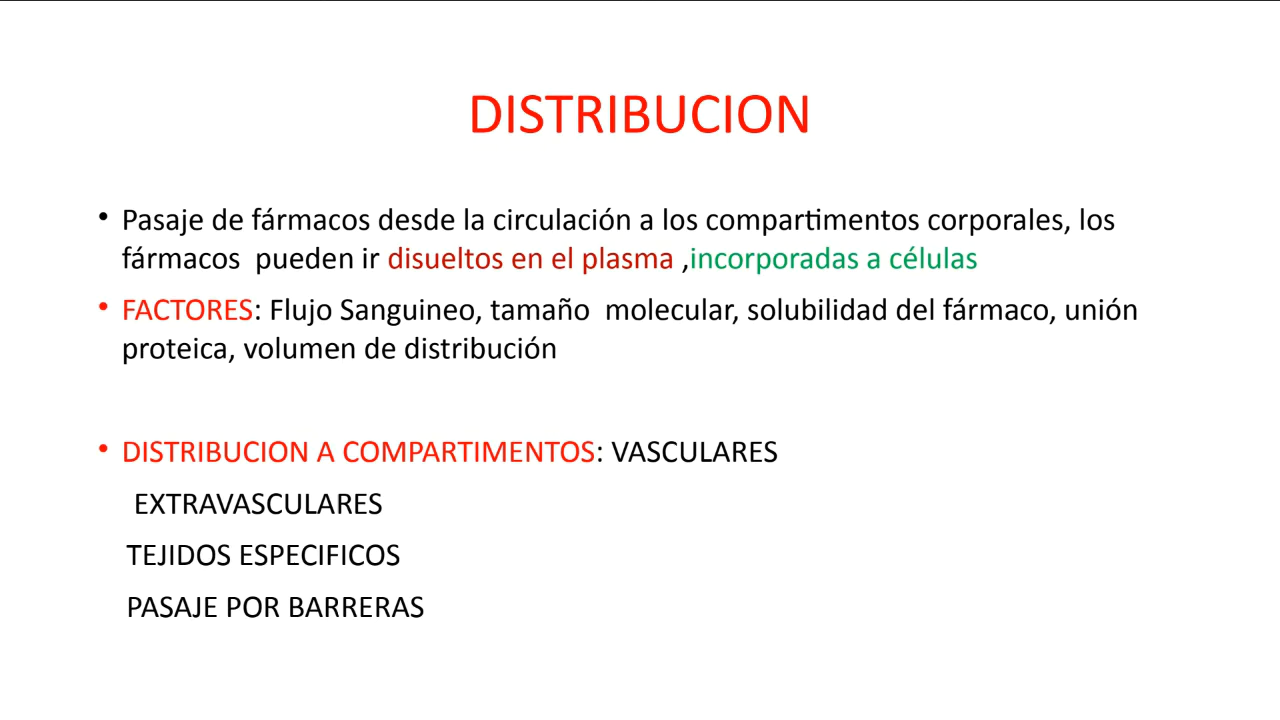 DISTRIBUCION
• Pasaje de fármacos desde la circulación a los compartimentos corporales, los
fármacos pueden ir disueltos en el plasma ,incorporadas a células
• FACTORES: Flujo Sanguineo, tamaño molecular, solubilidad del fármaco, unión
proteica, volumen de distribución
• DISTRIBUCION A COMPARTIMENTOS: VASCULARES
EXTRAVASCULARES
TEJIDOS ESPECIFICOS
PASAJE POR BARRERAS